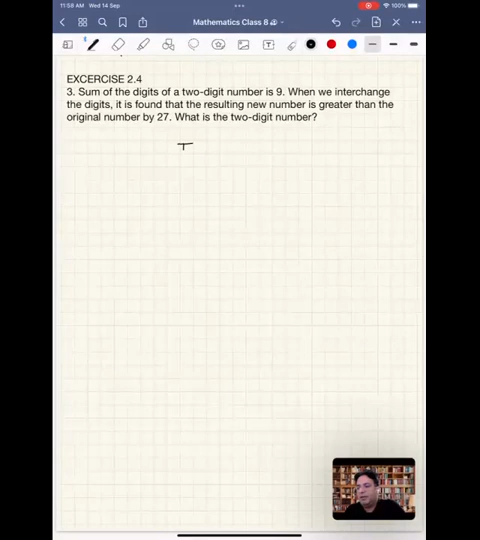 11:58 AM Wed 14 Sep
100%
Mathematics Class 8
EXCERCISE 2.4
3. Sum of the digits of a two-digit number is 9. When we interchange
the digits, it is found that the resulting new number is greater than the
original number by 27. What is the two-digit number?
T